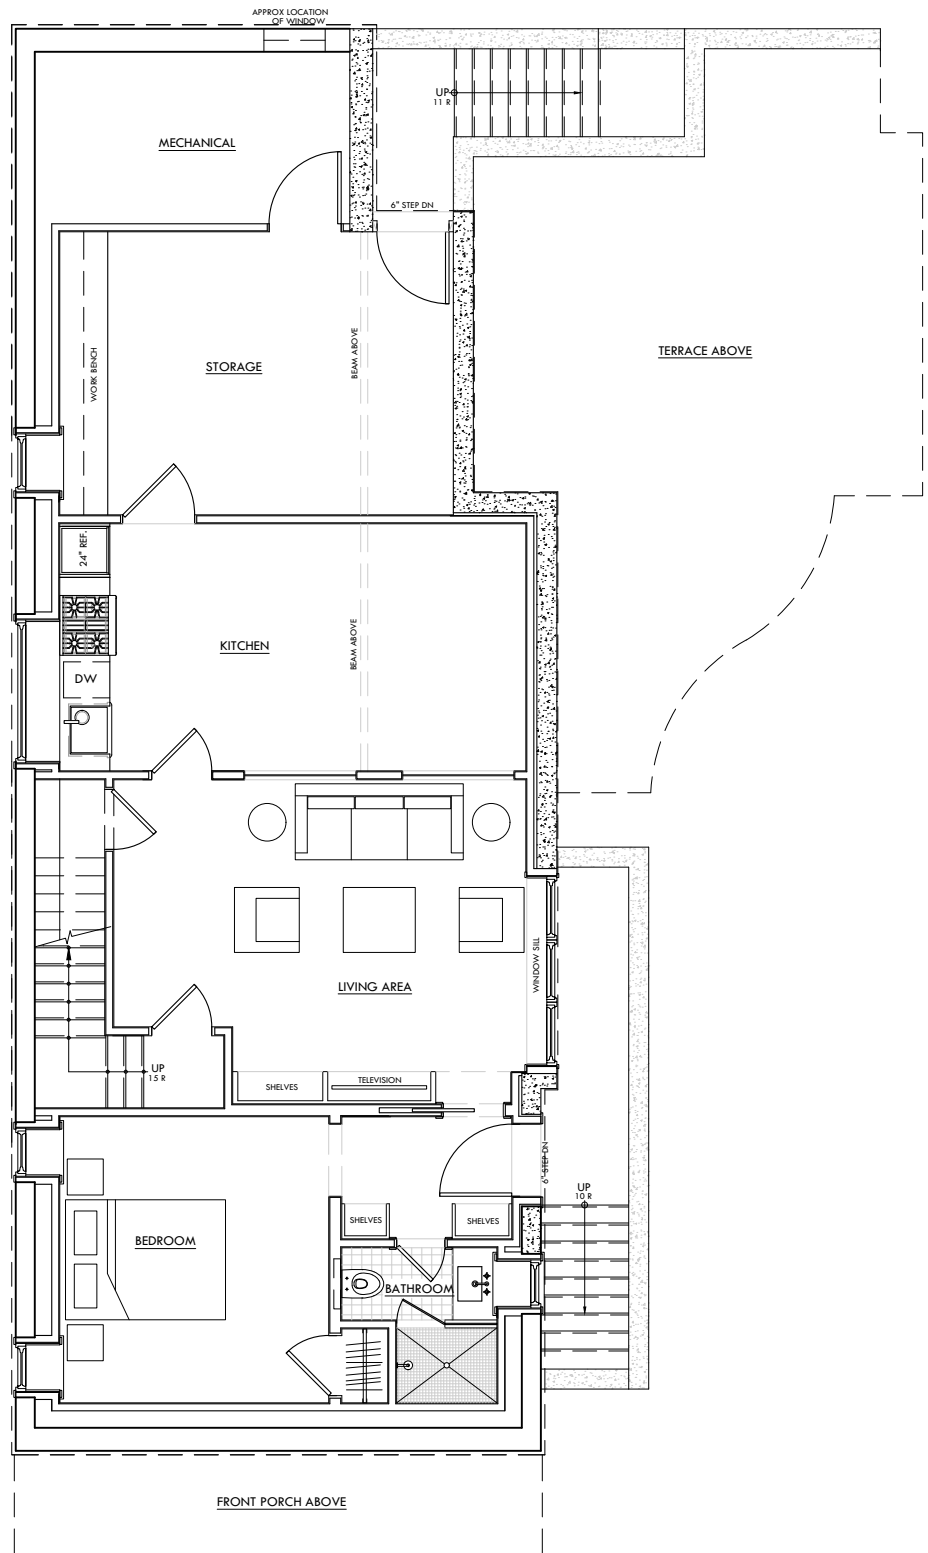 APPROX LOCATION
OF WINDOW
UP
11 R
MECHANICAL
6" STEP DN
BEAM ABOVE
TERRACE ABOVE
STORAGE
WORK BENCH
24" REF.
KITCHEN
BEAM ABOVE
DW
WINDOW SILL
LIVING AREA
UP
15 R
TELEVISION
SHELVES
6" STEP DN
UP
10 R
SHELVES
SHELVES
BEDROOM
BATHROOM
FRONT PORCH ABOVE